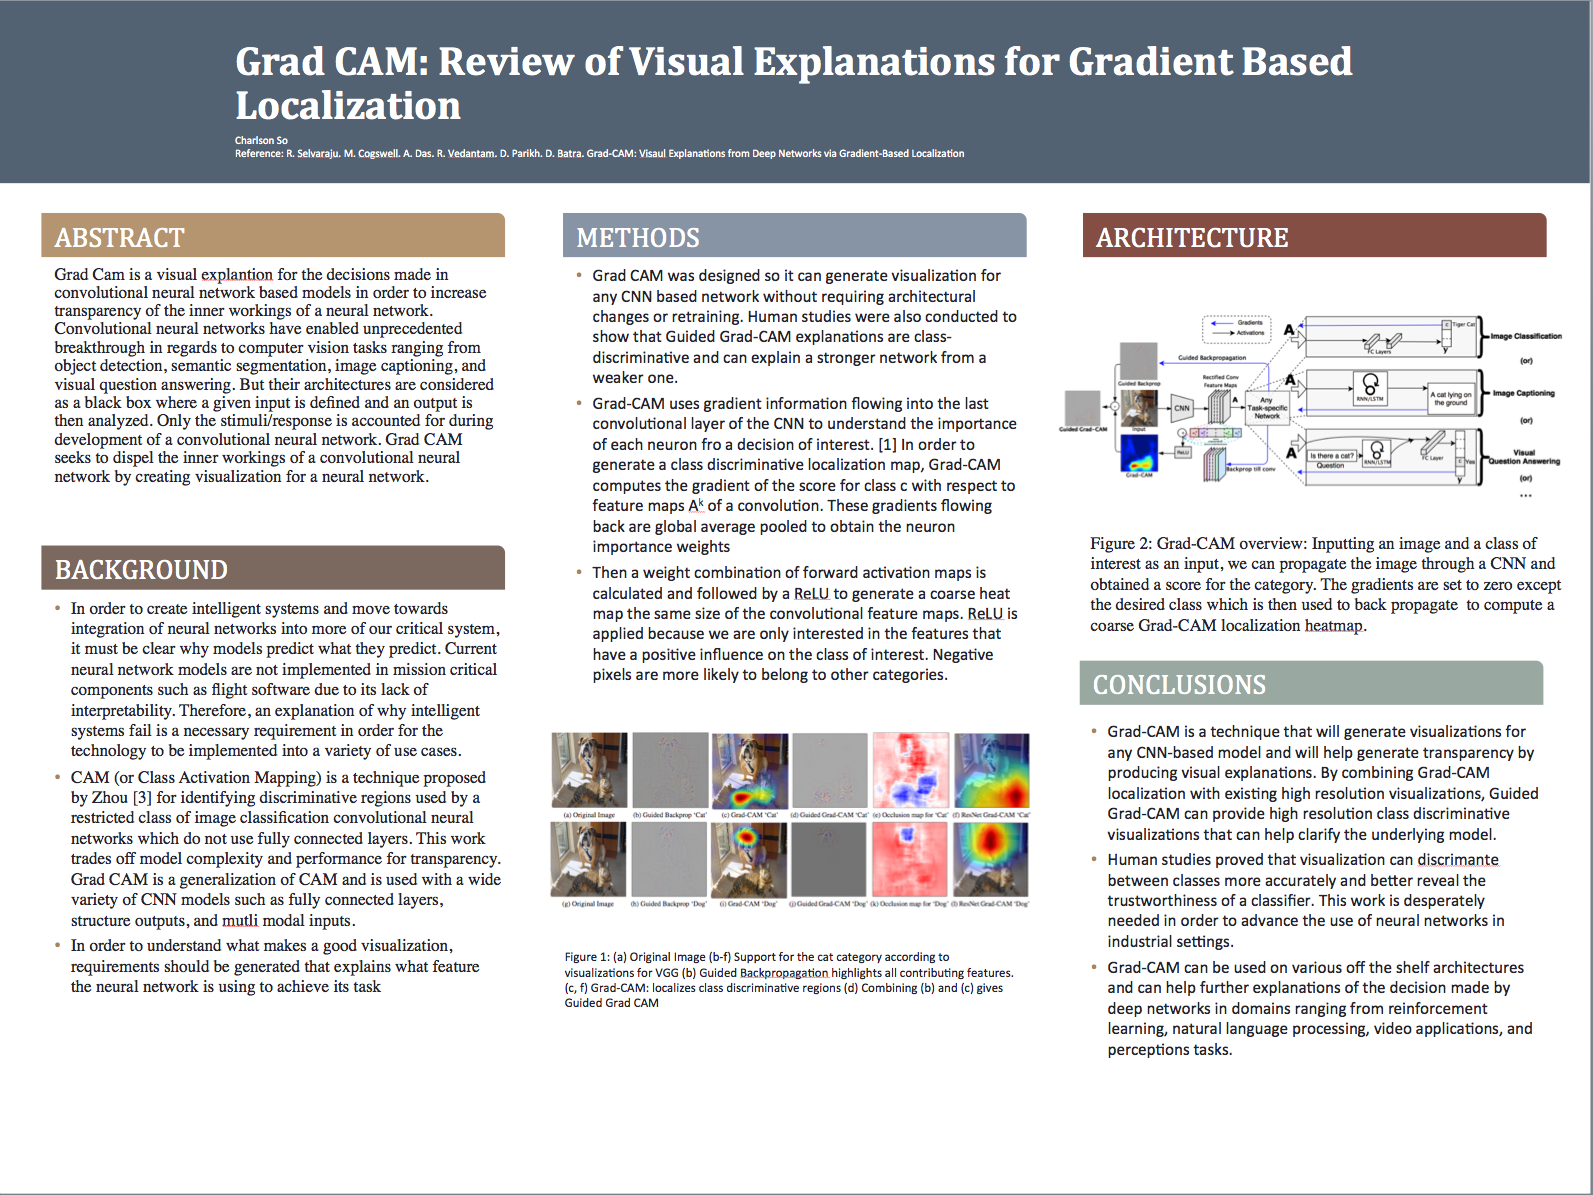 Grad CAM: Review of Visual Explanations for Gradient Based
Localization
Charlson So
Reference: R. Selvaraju. M. Cogswell. A. Das. R. Vedantam. D. Parikh. D. Batra. Grad-CAM: Visaul Explanations from Deep Networks via Gradient-Based Localization
ABSTRACT
Grad Cam is a visual explantion for the decisions made in
convolutional neural network based models in order to increase
transparency of the inner workings of a neural network.
Convolutional neural networks have enabled unprecedented
breakthrough in regards to computer vision tasks ranging from
object detection, semantic segmentation, image captioning, and
visual question answering. But their architectures are considered
as a black box where a given input is defined and an output is
then analyzed. Only the stimuli/response is accounted for during
development of a convolutional neural network. Grad CAM
seeks to dispel the inner workings of a convolutional neural
network by creating visualization for a neural network.
BACKGROUND
• In order to create intelligent systems and move towards
integration of neural networks into more of our critical system,
it must be clear why models predict what they predict. Current
neural network models are not implemented in mission critical
components such as flight software due to its lack of
interpretability. Therefore, an explanation of why intelligent
systems fail is a necessary requirement in order for the
technology to be implemented into a variety of use cases.
• CAM (or Class Activation Mapping) is a technique proposed
by Zhou [3] for identifying discriminative regions used by a
restricted class of image classification convolutional neural
networks which do not use fully connected layers. This work
trades off model complexity and performance for transparency.
Grad CAM is a generalization of CAM and is used with a wide
variety of CNN models such as fully connected layers,
structure outputs, and mutli modal inputs.
• In order to understand what makes a good visualization,
requirements should be generated that explains what feature
the neural network is using to achieve its task
METHODS
• Grad CAM was designed so it can generate visualization for
any CNN based network without requiring architectural
changes or retraining. Human studies were also conducted to
show that Guided Grad-CAM explanations are class-
discriminative and can explain a stronger network from a
weaker one.
• Grad-CAM uses gradient information flowing into the last
convolutional layer of the CNN to understand the importance
of each neuron fro a decision of interest. [1] In order to
generate a class discriminative localization map, Grad-CAM
computes the gradient of the score for class c with respect to
feature maps Aᵏ of a convolution. These gradients flowing
back are global average pooled to obtain the neuron
importance weights
• Then a weight combination of forward activation maps is
calculated and followed by a ReLU to generate a coarse heat
map the same size of the convolutional feature maps. ReLU is
applied because we are only interested in the features that
have a positive influence on the class of interest. Negative
pixels are more likely to belong to other categories.
(a) Original Image (b) Guided Backprop 'Cat' (c) Grad-CAM 'Cat' (d) Guided Grad-CAM 'Cat' (e) Occlusion map for 'Cat' (f) ResNet Grad-CAM 'Cat'
(g) Original Image (h) Guided Backprop 'Dog' (i) Grad-CAM 'Dog' (j) Guided Grad-CAM 'Dog' (k) Occlusion map for 'Dog' (l) ResNet Grad-CAM 'Dog'
Figure 1: (a) Original Image (b-f) Support for the cat category according to
visualizations for VGG (b) Guided Backpropagation highlights all contributing features.
(c, f) Grad-CAM: localizes class discriminative regions (d) Combining (b) and (c) gives
Guided Grad CAM
ARCHITECTURE
Gradients
Activations
Guided Backpropagation
Guided Backprop
Guided Grad-CAM
Input
Grad-CAM
CNN
Rectified Conv
Feature Maps
A
ReLU
Backprop till conv
Any
Task-specific
Network
A
FC Layers
c
Tiger Cat
y
Image Classification
(or)
A
RNN/LSTM
A cat lying on
the ground
Image Captioning
(or)
A
Is there a cat?
Question
RNN/LSTM
FC Layer
c
Yes
y
Visual
Question Answering
(or)
...
Figure 2: Grad-CAM overview: Inputting an image and a class of
interest as an input, we can propagate the image through a CNN and
obtained a score for the category. The gradients are set to zero except
the desired class which is then used to back propagate to compute a
coarse Grad-CAM localization heatmap.
CONCLUSIONS
• Grad-CAM is a technique that will generate visualizations for
any CNN-based model and will help generate transparency by
producing visual explanations. By combining Grad-CAM
localization with existing high resolution visualizations, Guided
Grad-CAM can provide high resolution class discriminative
visualizations that can help clarify the underlying model.
• Human studies proved that visualization can discrimante
between classes more accurately and better reveal the
trustworthiness of a classifier. This work is desperately
needed in order to advance the use of neural networks in
industrial settings.
• Grad-CAM can be used on various off the shelf architectures
and can help further explanations of the decision made by
deep networks in domains ranging from reinforcement
learning, natural language processing, video applications, and
perceptions tasks.